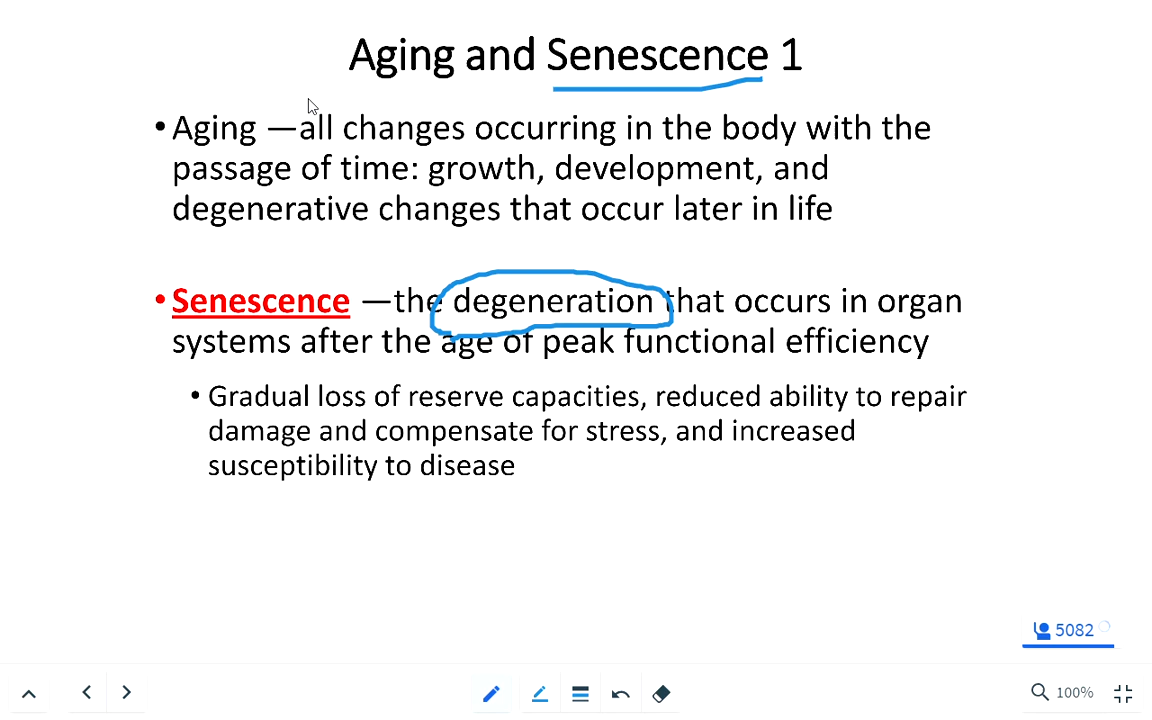 Aging and Senescence 1
• Aging —all changes occurring in the body with the
passage of time: growth, development, and
degenerative changes that occur later in life
• Senescence —the degeneration that occurs in organ
systems after the age of peak functional efficiency
• Gradual loss of reserve capacities, reduced ability to repair
damage and compensate for stress, and increased
susceptibility to disease
5082
100%